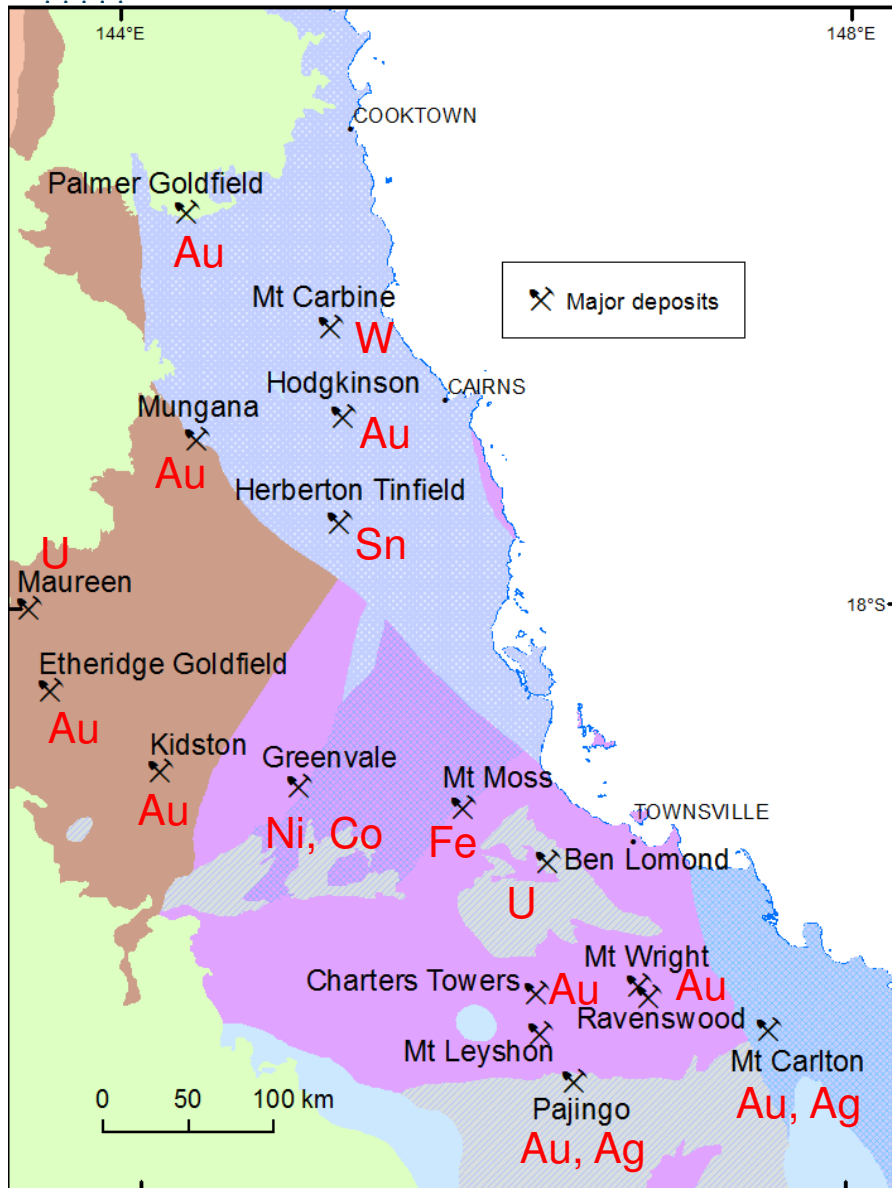 144°E
148°E
COOKTOWN
Palmer Goldfield
Au
Mt Carbine
W
Major deposits
Hodgkinson
CAIRNS
Mungana
Au
Au
Herberton Tinfield
Sn
U
Maureen
18°S
Etheridge Goldfield
Au
Kidston
Au
Greenvale
Ni, Co
Mt Moss
Fe
TOWNSVILLE
Ben Lomond
U
Mt Wright
Charters Towers
Au
Au
Ravenswood
Mt Leyshon
Mt Carlton
Au, Ag
Pajingo
Au, Ag
0 50 100 km